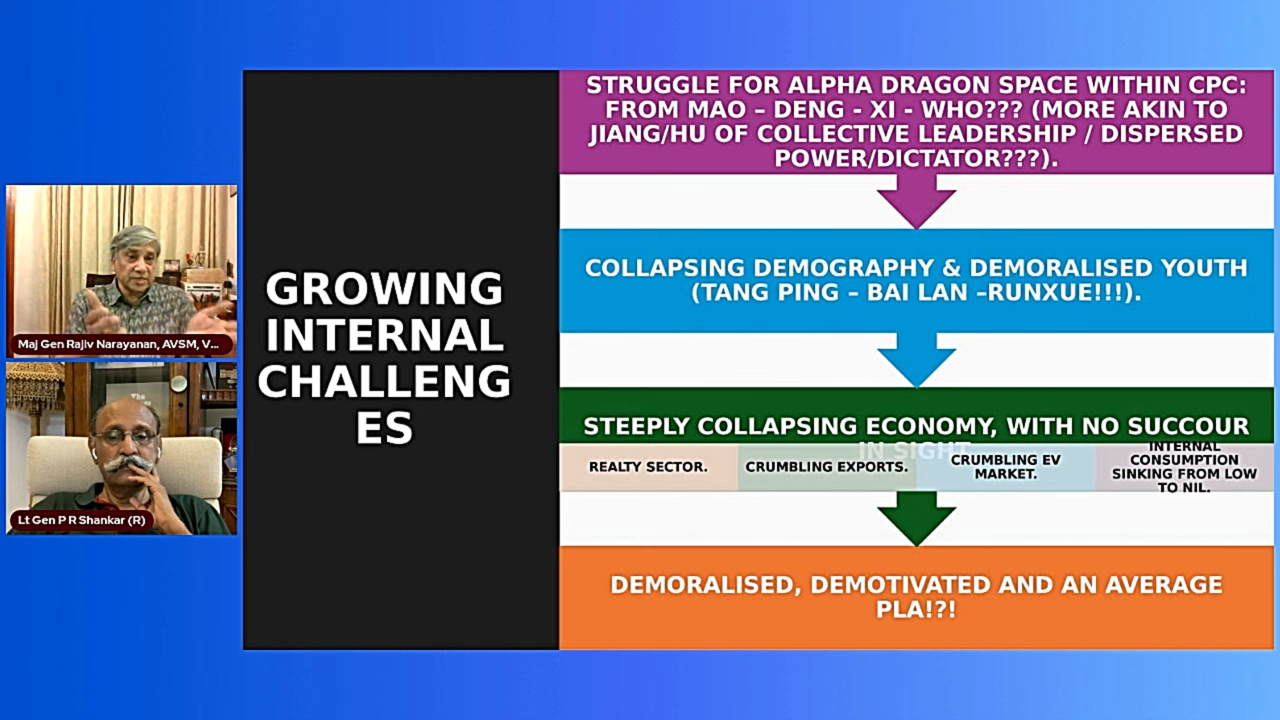 STRUGGLE FOR ALPHA DRAGON SPACE WITHIN CPC:
FROM MAO – DENG - XI - WHO??? (MORE AKIN TO
JIANG/HU OF COLLECTIVE LEADERSHIP / DISPERSED
POWER/DICTATOR???).
GROWING
INTERNAL
CHALLENG
ES
COLLAPSING DEMOGRAPHY & DEMORALISED YOUTH
(TANG PING – BAI LAN –RUNXUE!!!).
STEEPLY COLLAPSING ECONOMY, WITH NO SUCCOUR
IN SIGHT
REALTY SECTOR.
CRUMBLING EXPORTS.
CRUMBLING EV
MARKET.
INTERNAL
CONSUMPTION
SINKING FROM LOW
TO NIL.
DEMORALISED, DEMOTIVATED AND AN AVERAGE
PLA!?!
Maj Gen Rajiv Narayanan, AVSM, V...
The
Lt Gen P R Shankar (R)